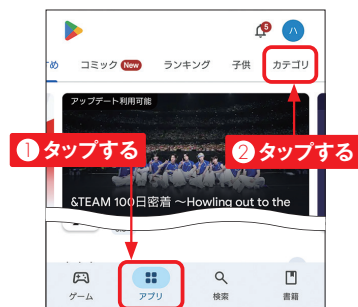 5 ハ
め コミック New ランキング 子供 カテゴリ
アップデート利用可能
❶タップする ❷タップする
&TEAM 100日密着 〜Howling out to the
ゲーム アプリ 検索 書籍